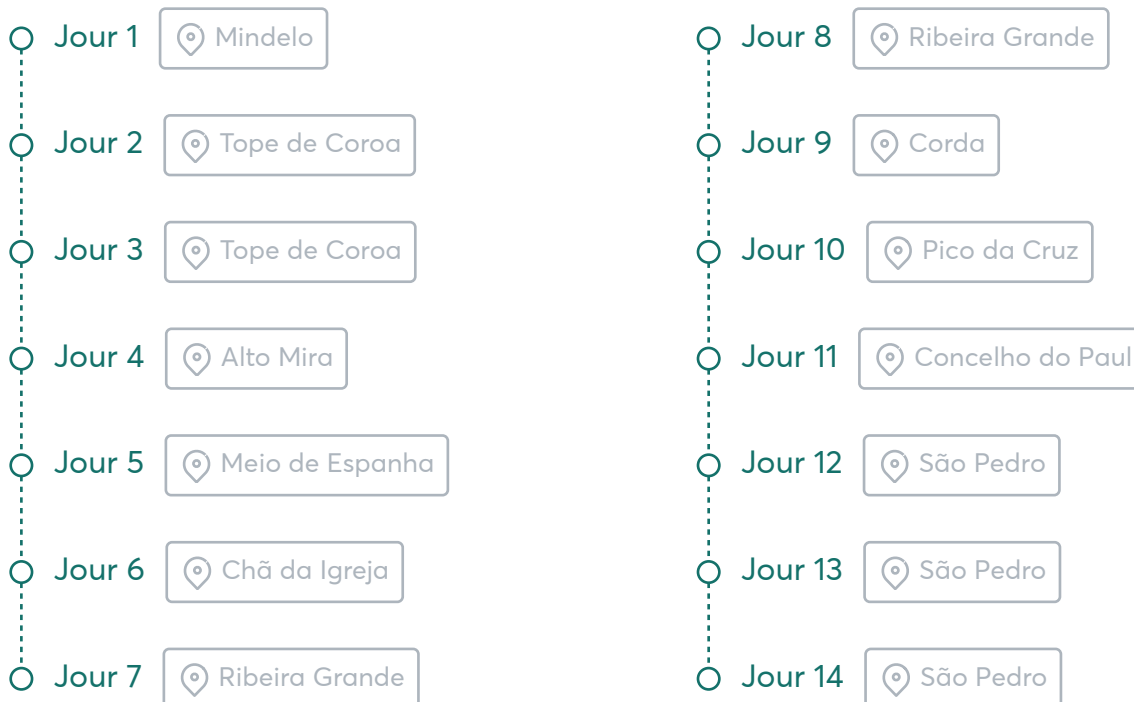 Jour 1 Mindelo
Jour 2 Tope de Coroa
Jour 3 Tope de Coroa
Jour 4 Alto Mira
Jour 5 Meio de Espanha
Jour 6 Chã da Igreja
Jour 7 Ribeira Grande
Jour 8 Ribeira Grande
Jour 9 Corda
Jour 10 Pico da Cruz
Jour 11 Concelho do Paul
Jour 12 São Pedro
Jour 13 São Pedro
Jour 14 São Pedro